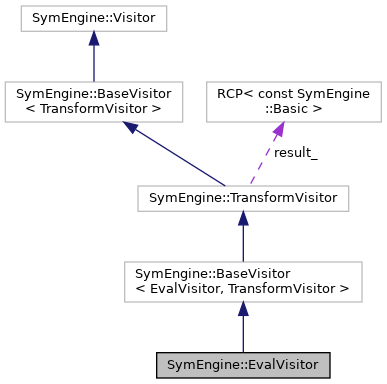 SymEngine::Visitor
SymEngine::BaseVisitor
< TransformVisitor >
RCP< const SymEngine
::Basic >
result_
SymEngine::TransformVisitor
SymEngine::BaseVisitor
< EvalVisitor, TransformVisitor >
SymEngine::EvalVisitor